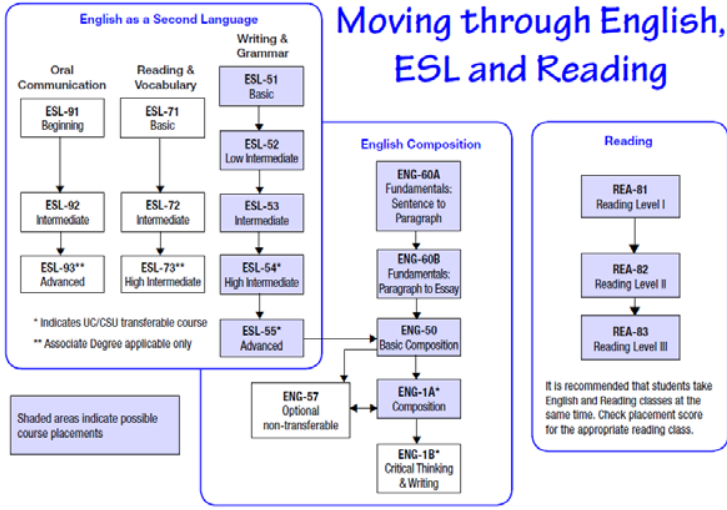 Moving through English,
ESL and Reading
English as a Second Language
Oral
Communication
ESL-91
Beginning
ESL-92
Intermediate
ESL-93**
Advanced
Reading &
Vocabulary
ESL-71
Basic
ESL-72
Intermediate
ESL-73**
High Intermediate
Writing &
Grammar
ESL-51
Basic
ESL-52
Low Intermediate
ESL-53
Intermediate
ESL-54*
High Intermediate
ESL-55*
Advanced
* Indicates UC/CSU transferable course
** Associate Degree applicable only
Shaded areas indicate possible
course placements
English Composition
ENG-60A
Fundamentals:
Sentence to
Paragraph
ENG-60B
Fundamentals:
Paragraph to Essay
ENG-50
Basic Composition
ENG-57
Optional
non-transferable
ENG-1A*
Composition
ENG-1B*
Critical Thinking
& Writing
Reading
REA-81
Reading Level I
REA-82
Reading Level II
REA-83
Reading Level III
It is recommended that students take
English and Reading classes at the
same time. Check placement score
for the appropriate reading class.